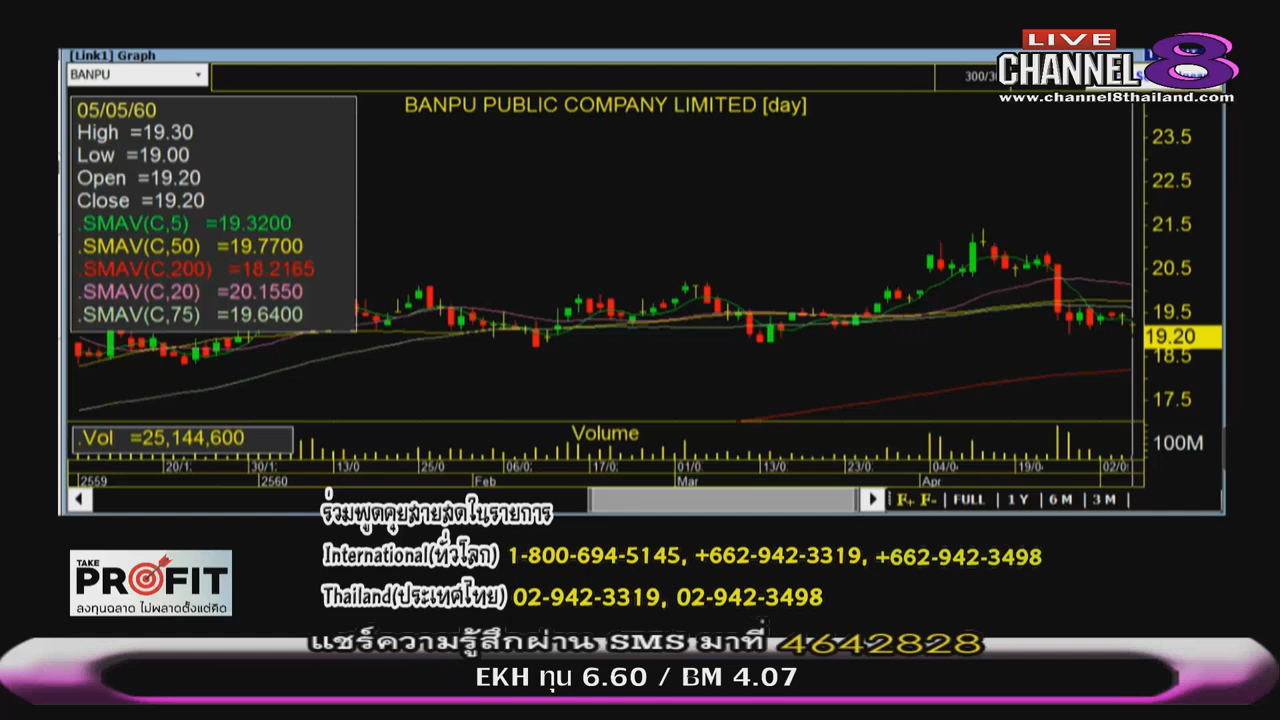 [Link1] Graph
LIVE
BANPU
CHANNEL 8
www.channel8thailand.com
BANPU PUBLIC COMPANY LIMITED [day]
05/05/60
High =19.30
Low =19.00
Open =19.20
Close =19.20
.SMAV(C,5) =19.3200
.SMAV(C,50) =19.7700
.SMAV(C,200) =18.2165
.SMAV(C,20) =20.1550
.SMAV(C,75) =19.6400
23.5
22.5
21.5
20.5
19.5
19.20
18.5
17.5
.Vol =25,144,600
Volume
100M
20/1: 30/1: 13/0 25/0 06/0: 17/0: 01/0: 13/0: 23/0: 04/0 19/0 02/0
2559 2560 Feb Mar Apr
F+ F- FULL 1 Y 6 M 3 M
ร่วมพูดคุยสายสดในรายการ
International(ทั่วโลก) 1-800-694-5145, +662-942-3319, +662-942-3498
Thailand(ประเทศไทย) 02-942-3319, 02-942-3498
TAKE
PROFIT
ลงทุนฉลาด ไม่พลาดตั้งแต่คิด
แชร์ความรู้สึกผ่าน SMS มาที่ 4642828
EKH ทุน 6.60 / BM 4.07